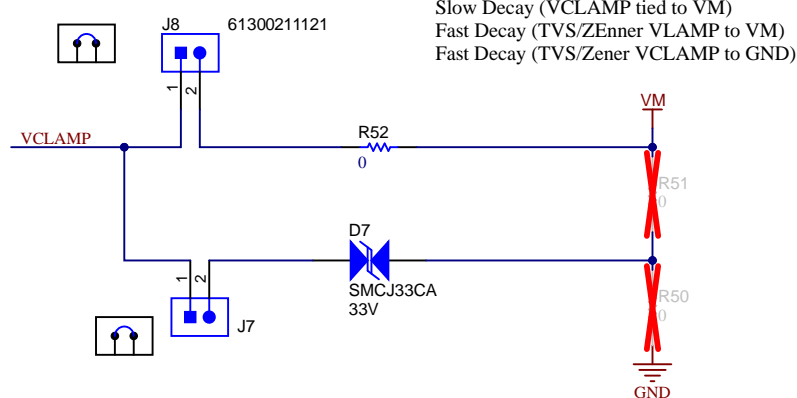 Slow Decay (VCLAMP tied to VM)
Fast Decay (TVS/ZEnner VLAMP to VM)
Fast Decay (TVS/Zener VCLAMP to GND)
J8
61300211121
1
2
VCLAMP
R52
0
VM
R51
0
D7
SMCJ33CA
33V
1
2
J7
R50
0
GND